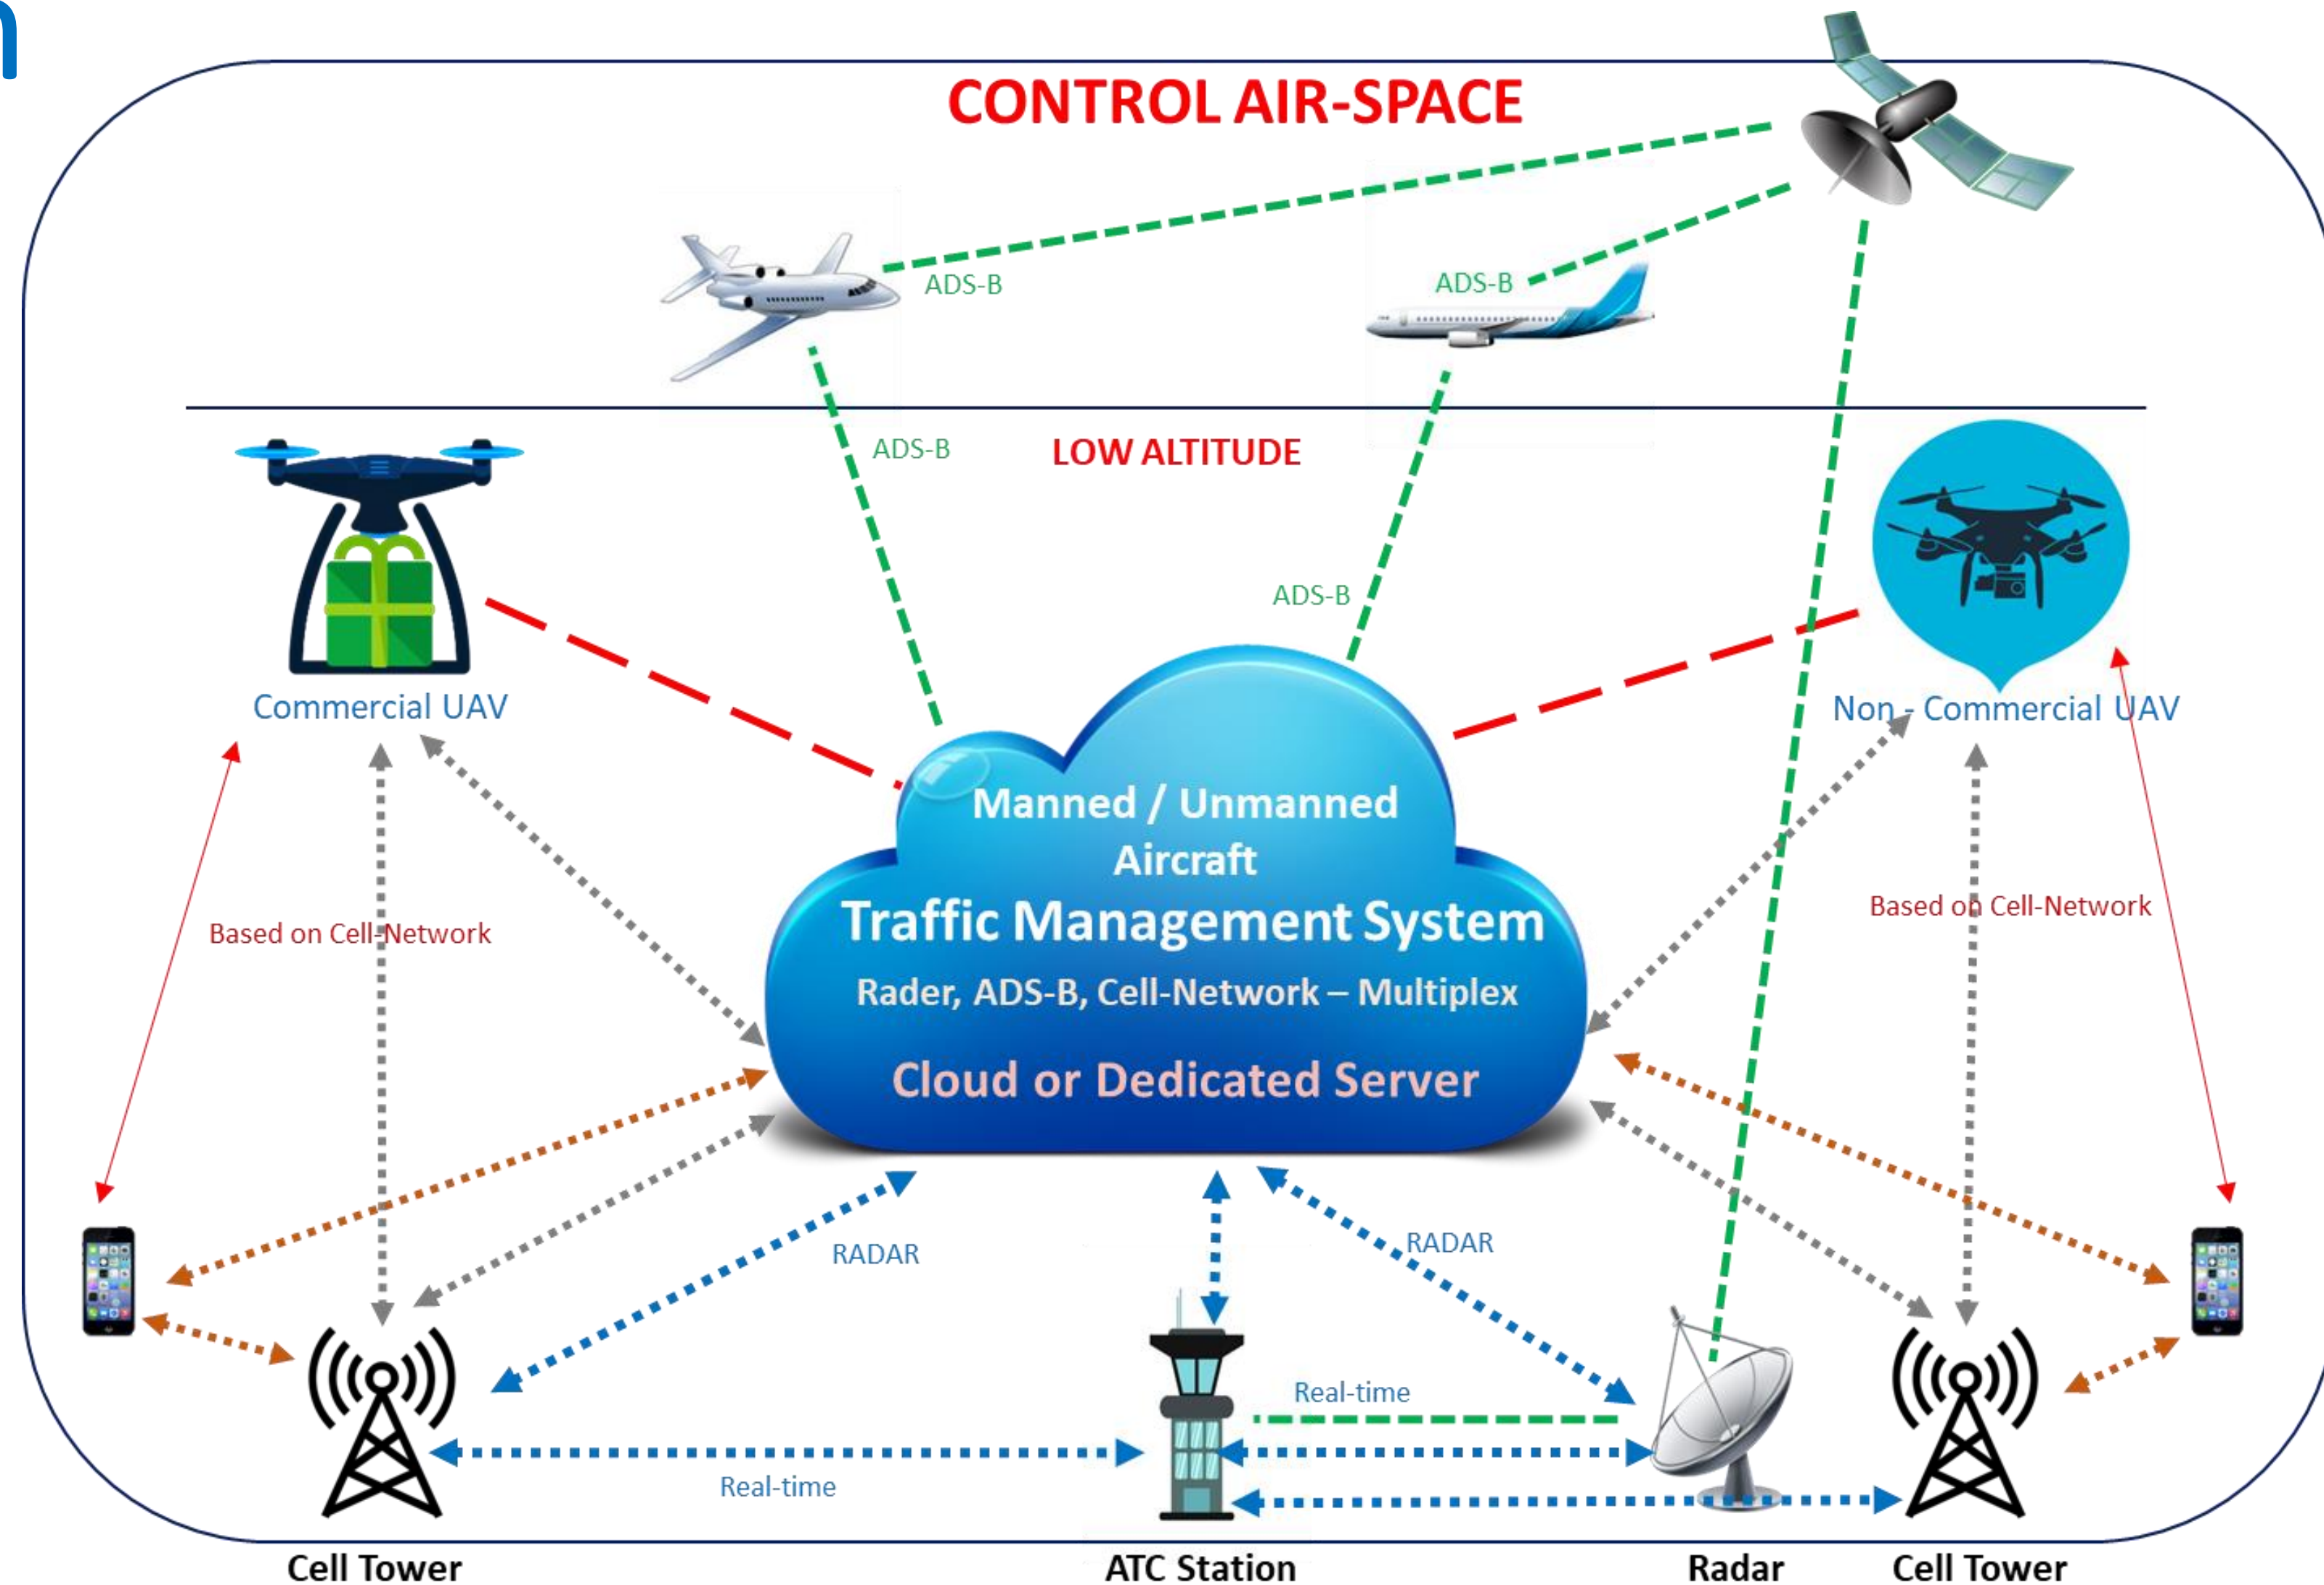 n
CONTROL AIR-SPACE
ADS-B
ADS-B
ADS-B
LOW ALTITUDE
ADS-B
Commercial UAV
Non - Commercial UAV
Manned / Unmanned
Aircraft
Traffic Management System
Rader, ADS-B, Cell-Network – Multiplex
Cloud or Dedicated Server
Based on Cell-Network
Based on Cell-Network
RADAR
RADAR
Real-time
Real-time
Cell Tower
ATC Station
Radar
Cell Tower